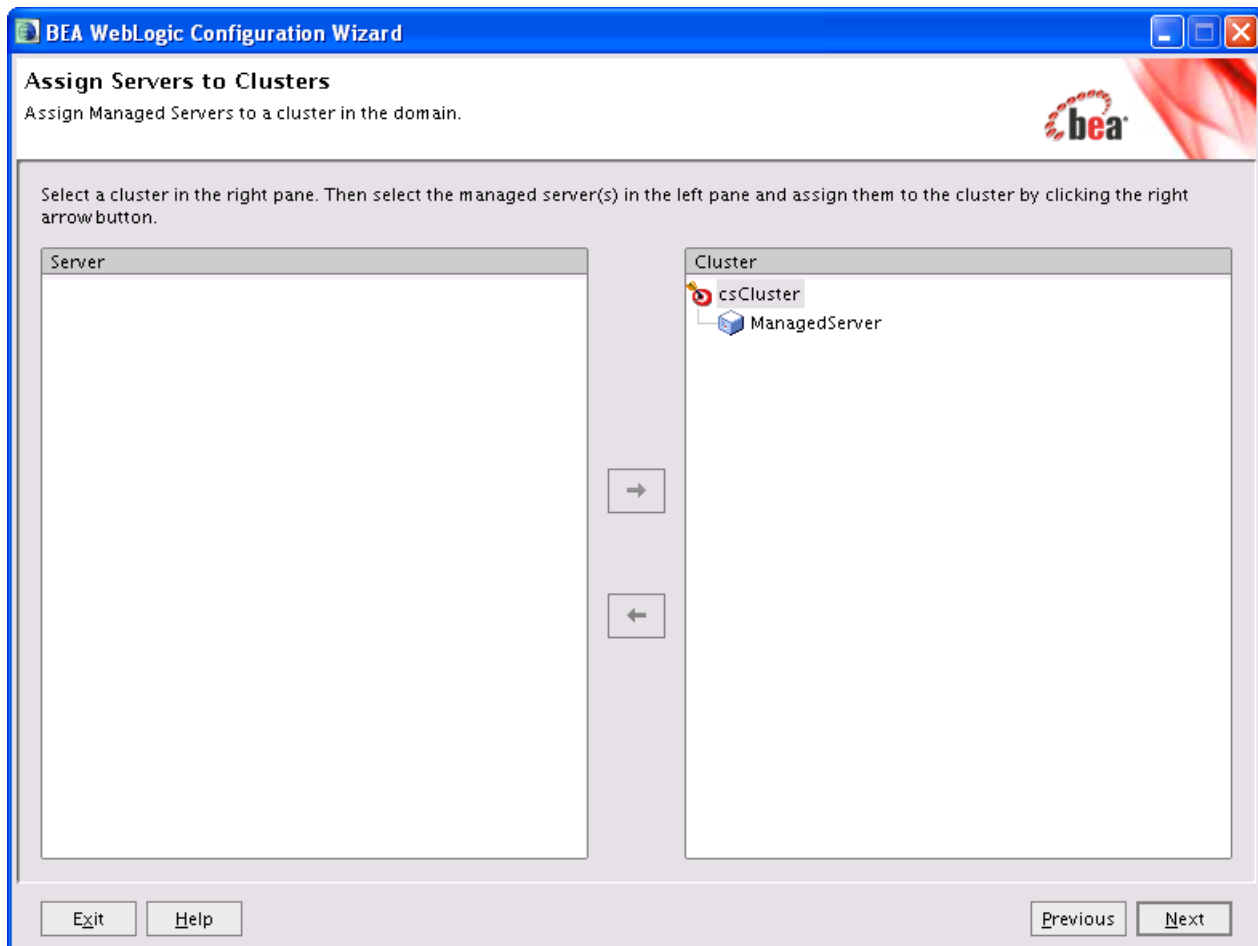 BEA WebLogic Configuration Wizard
Assign Servers to Clusters
Assign Managed Servers to a cluster in the domain.
bea
Select a cluster in the right pane. Then select the managed server(s) in the left pane and assign them to the cluster by clicking the right
arrow button.
Server
Cluster
csCluster
ManagedServer
Exit
Help
Previous
Next